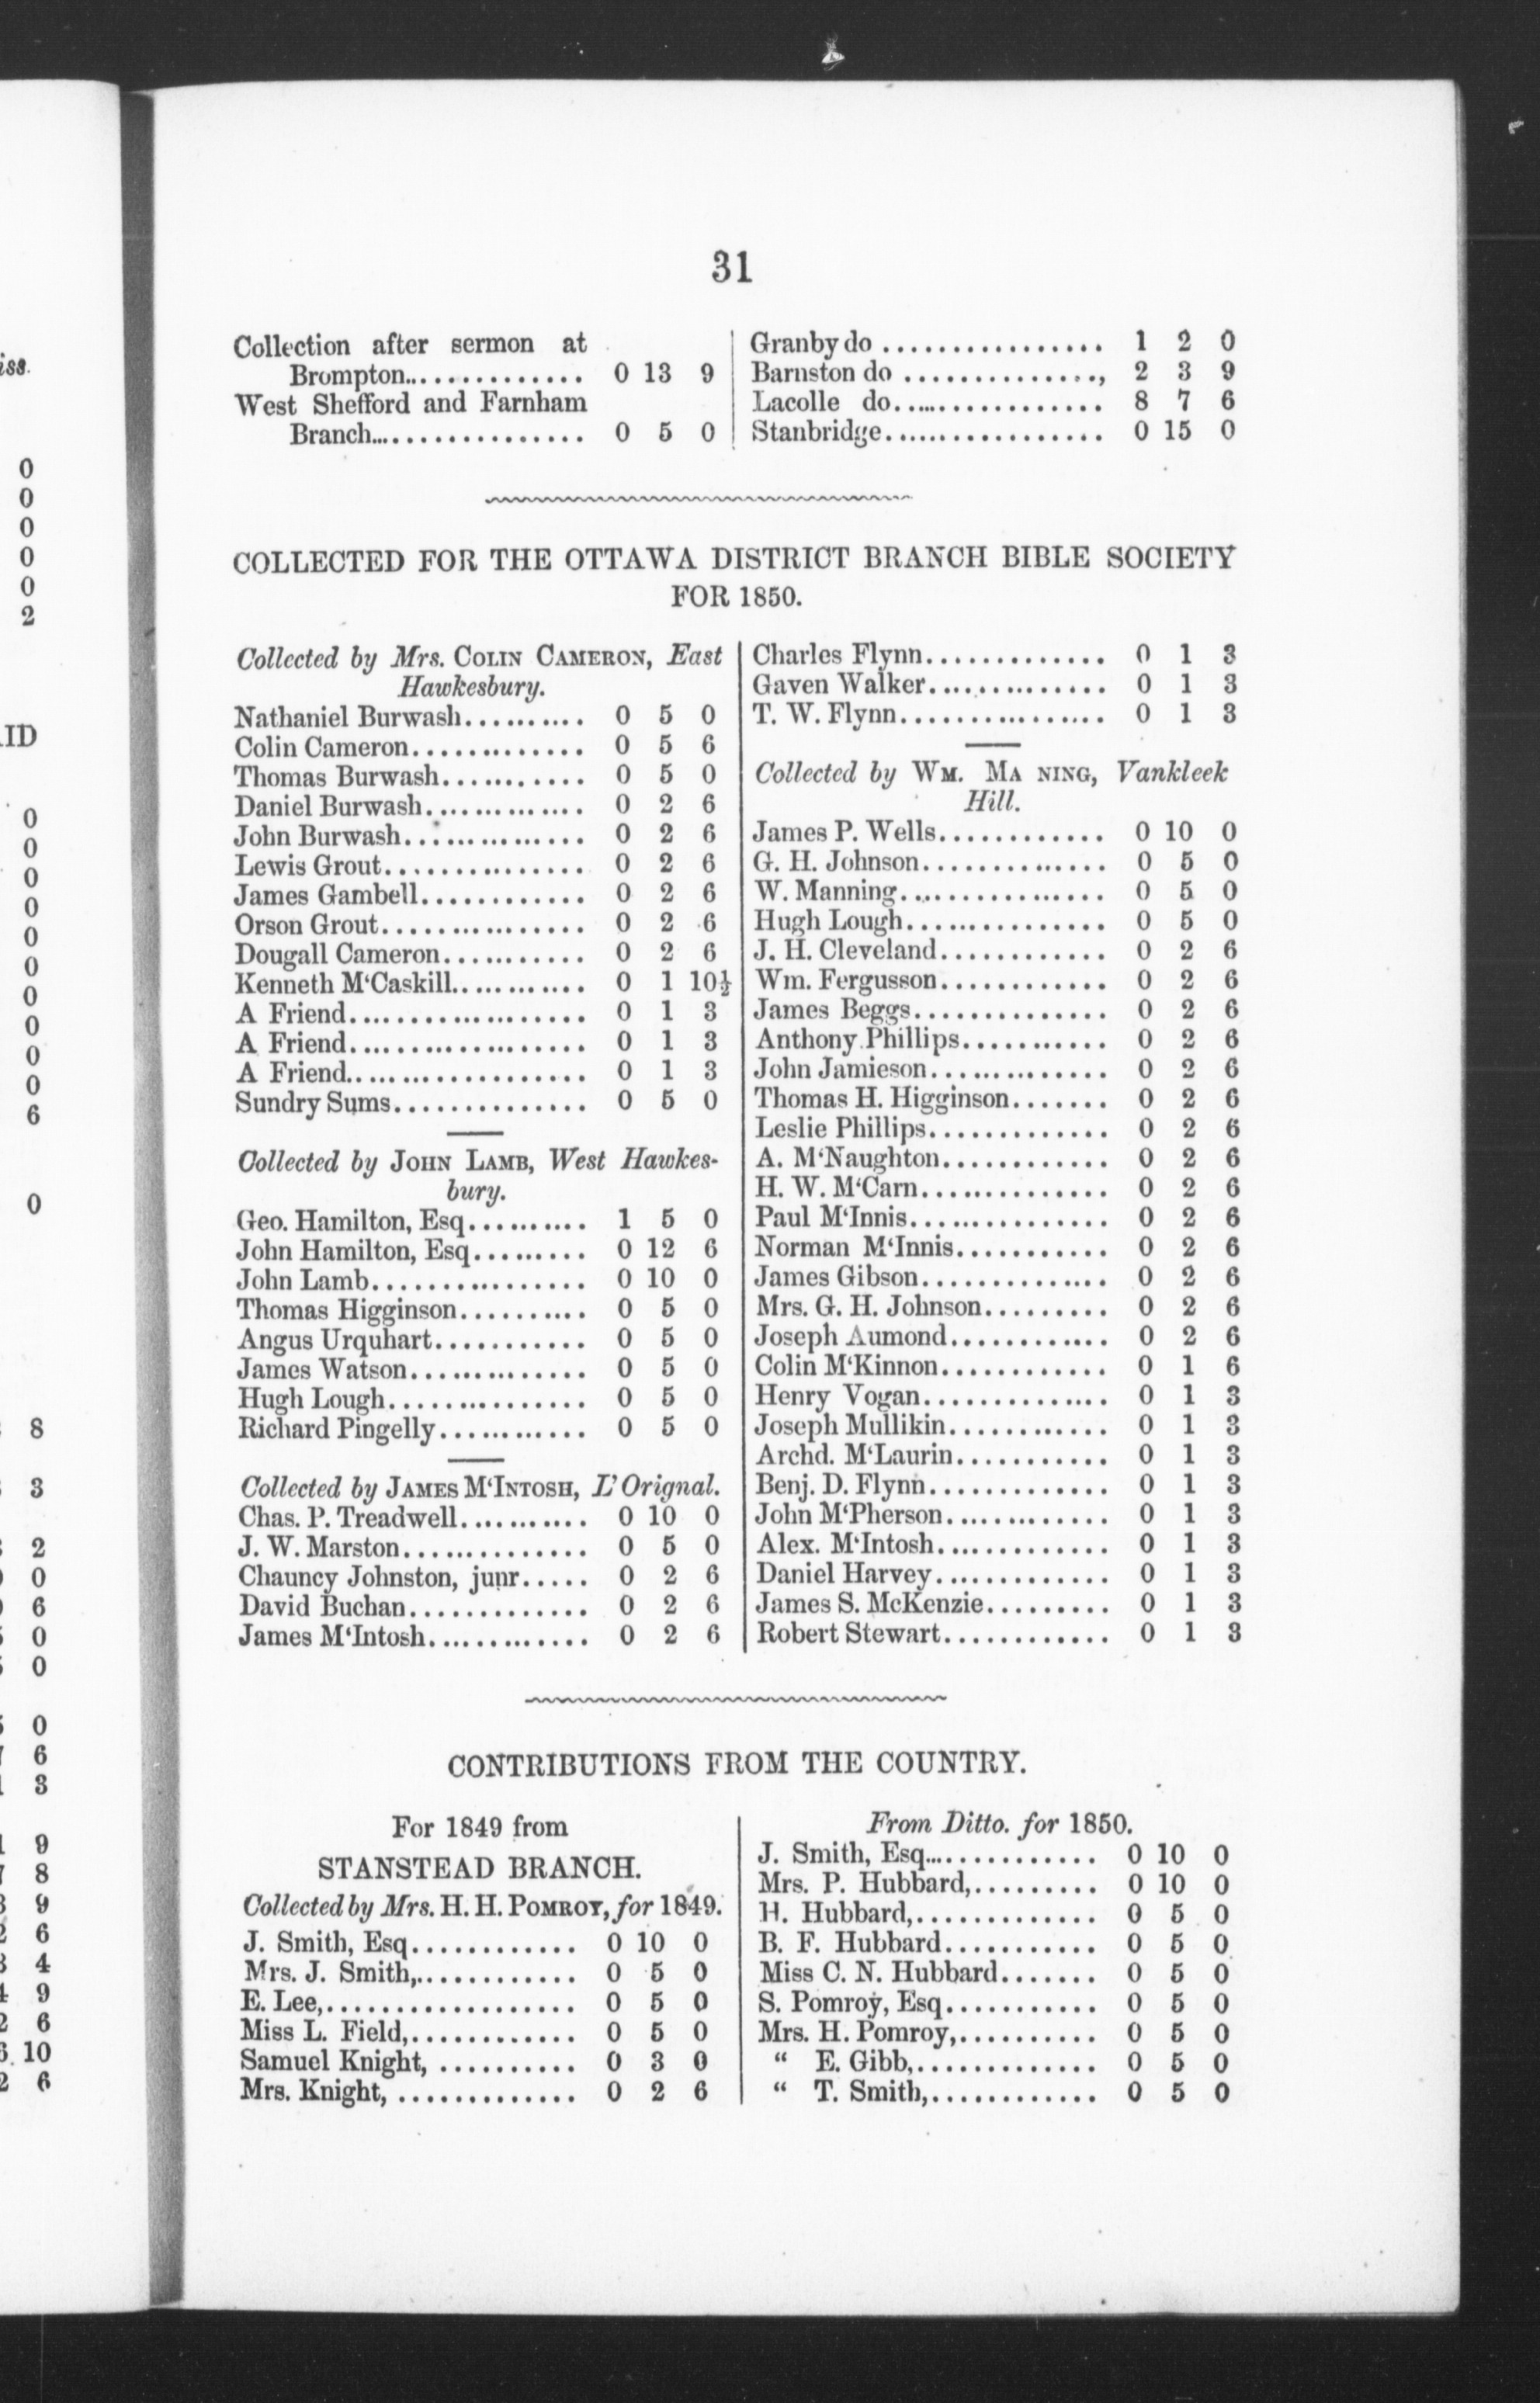 31
Collection after sermon at
Brompton............... 0 13 9
West Shefford and Farnham
Branch.................. 0 5 0
Granby do ................ 1 2 0
Barnston do .............., 2 3 9
Lacolle do................. 8 7 6
Stanbridge................. 0 15 0
COLLECTED FOR THE OTTAWA DISTRICT BRANCH BIBLE SOCIETY
FOR 1850.
Collected by Mrs. COLIN CAMERON, East
Hawkesbury.
Nathaniel Burwash.......... 0 5 0
Colin Cameron............. 0 5 6
Thomas Burwash........... 0 5 0
Daniel Burwash.............. 0 2 6
John Burwash............... 0 2 6
Lewis Grout................ 0 2 6
James Gambell............ 0 2 6
Orson Grout................ 0 2 6
Dougall Cameron........... 0 2 6
Kenneth M‘Caskill............ 0 1 10½
A Friend................... 0 1 3
A Friend................... 0 1 3
A Friend................... 0 1 3
Sundry Sums............... 0 5 0
Collected by JOHN LAMB, West Hawkes-
bury.
Geo. Hamilton, Esq.......... 1 5 0
John Hamilton, Esq......... 0 12 6
John Lamb................. 0 10 0
Thomas Higginson.......... 0 5 0
Angus Urquhart........... 0 5 0
James Watson.............. 0 5 0
Hugh Lough............... 0 5 0
Richard Pingelly........... 0 5 0
Collected by JAMES M‘INTOSH, L’Orignal.
Chas. P. Treadwell........... 0 10 0
J. W. Marston.............. 0 5 0
Chauncy Johnston, junr..... 0 2 6
David Buchan............. 0 2 6
James M‘Intosh............. 0 2 6
Charles Flynn............. 0 1 3
Gaven Walker.............. 0 1 3
T. W. Flynn................ 0 1 3
Collected by WM. MA NING, Vankleek
Hill.
James P. Wells............ 0 10 0
G. H. Johnson.............. 0 5 0
W. Manning................ 0 5 0
Hugh Lough............... 0 5 0
J. H. Cleveland............ 0 2 6
Wm. Fergusson............ 0 2 6
James Beggs.............. 0 2 6
Anthony Phillips........... 0 2 6
John Jamieson............. 0 2 6
Thomas H. Higginson....... 0 2 6
Leslie Phillips............. 0 2 6
A. M‘Naughton............ 0 2 6
H. W. M‘Carn.............. 0 2 6
Paul M‘Innis............... 0 2 6
Norman M‘Innis........... 0 2 6
James Gibson.............. 0 2 6
Mrs. G. H. Johnson......... 0 2 6
Joseph Aumond............ 0 2 6
Colin M‘Kinnon............ 0 1 6
Henry Vogan.............. 0 1 3
Joseph Mullikin............ 0 1 3
Archd. M‘Laurin........... 0 1 3
Benj. D. Flynn............. 0 1 3
John M‘Pherson............ 0 1 3
Alex. M‘Intosh............. 0 1 3
Daniel Harvey............. 0 1 3
James S. McKenzie......... 0 1 3
Robert Stewart............ 0 1 3
CONTRIBUTIONS FROM THE COUNTRY.
For 1849 from
STANSTEAD BRANCH.
Collected by Mrs. H. H. POMROY, for 1849.
J. Smith, Esq............ 0 10 0
Mrs. J. Smith,............ 0 5 0
E. Lee,.................. 0 5 0
Miss L. Field,............ 0 5 0
Samuel Knight, .......... 0 3 0
Mrs. Knight, ............. 0 2 6
From Ditto. for 1850.
J. Smith, Esq.............. 0 10 0
Mrs. P. Hubbard,......... 0 10 0
H. Hubbard,............. 0 5 0
B. F. Hubbard........... 0 5 0
Miss C. N. Hubbard....... 0 5 0
S. Pomroy, Esq........... 0 5 0
Mrs. H. Pomroy,.......... 0 5 0
“ E. Gibb,............. 0 5 0
“ T. Smith,............ 0 5 0